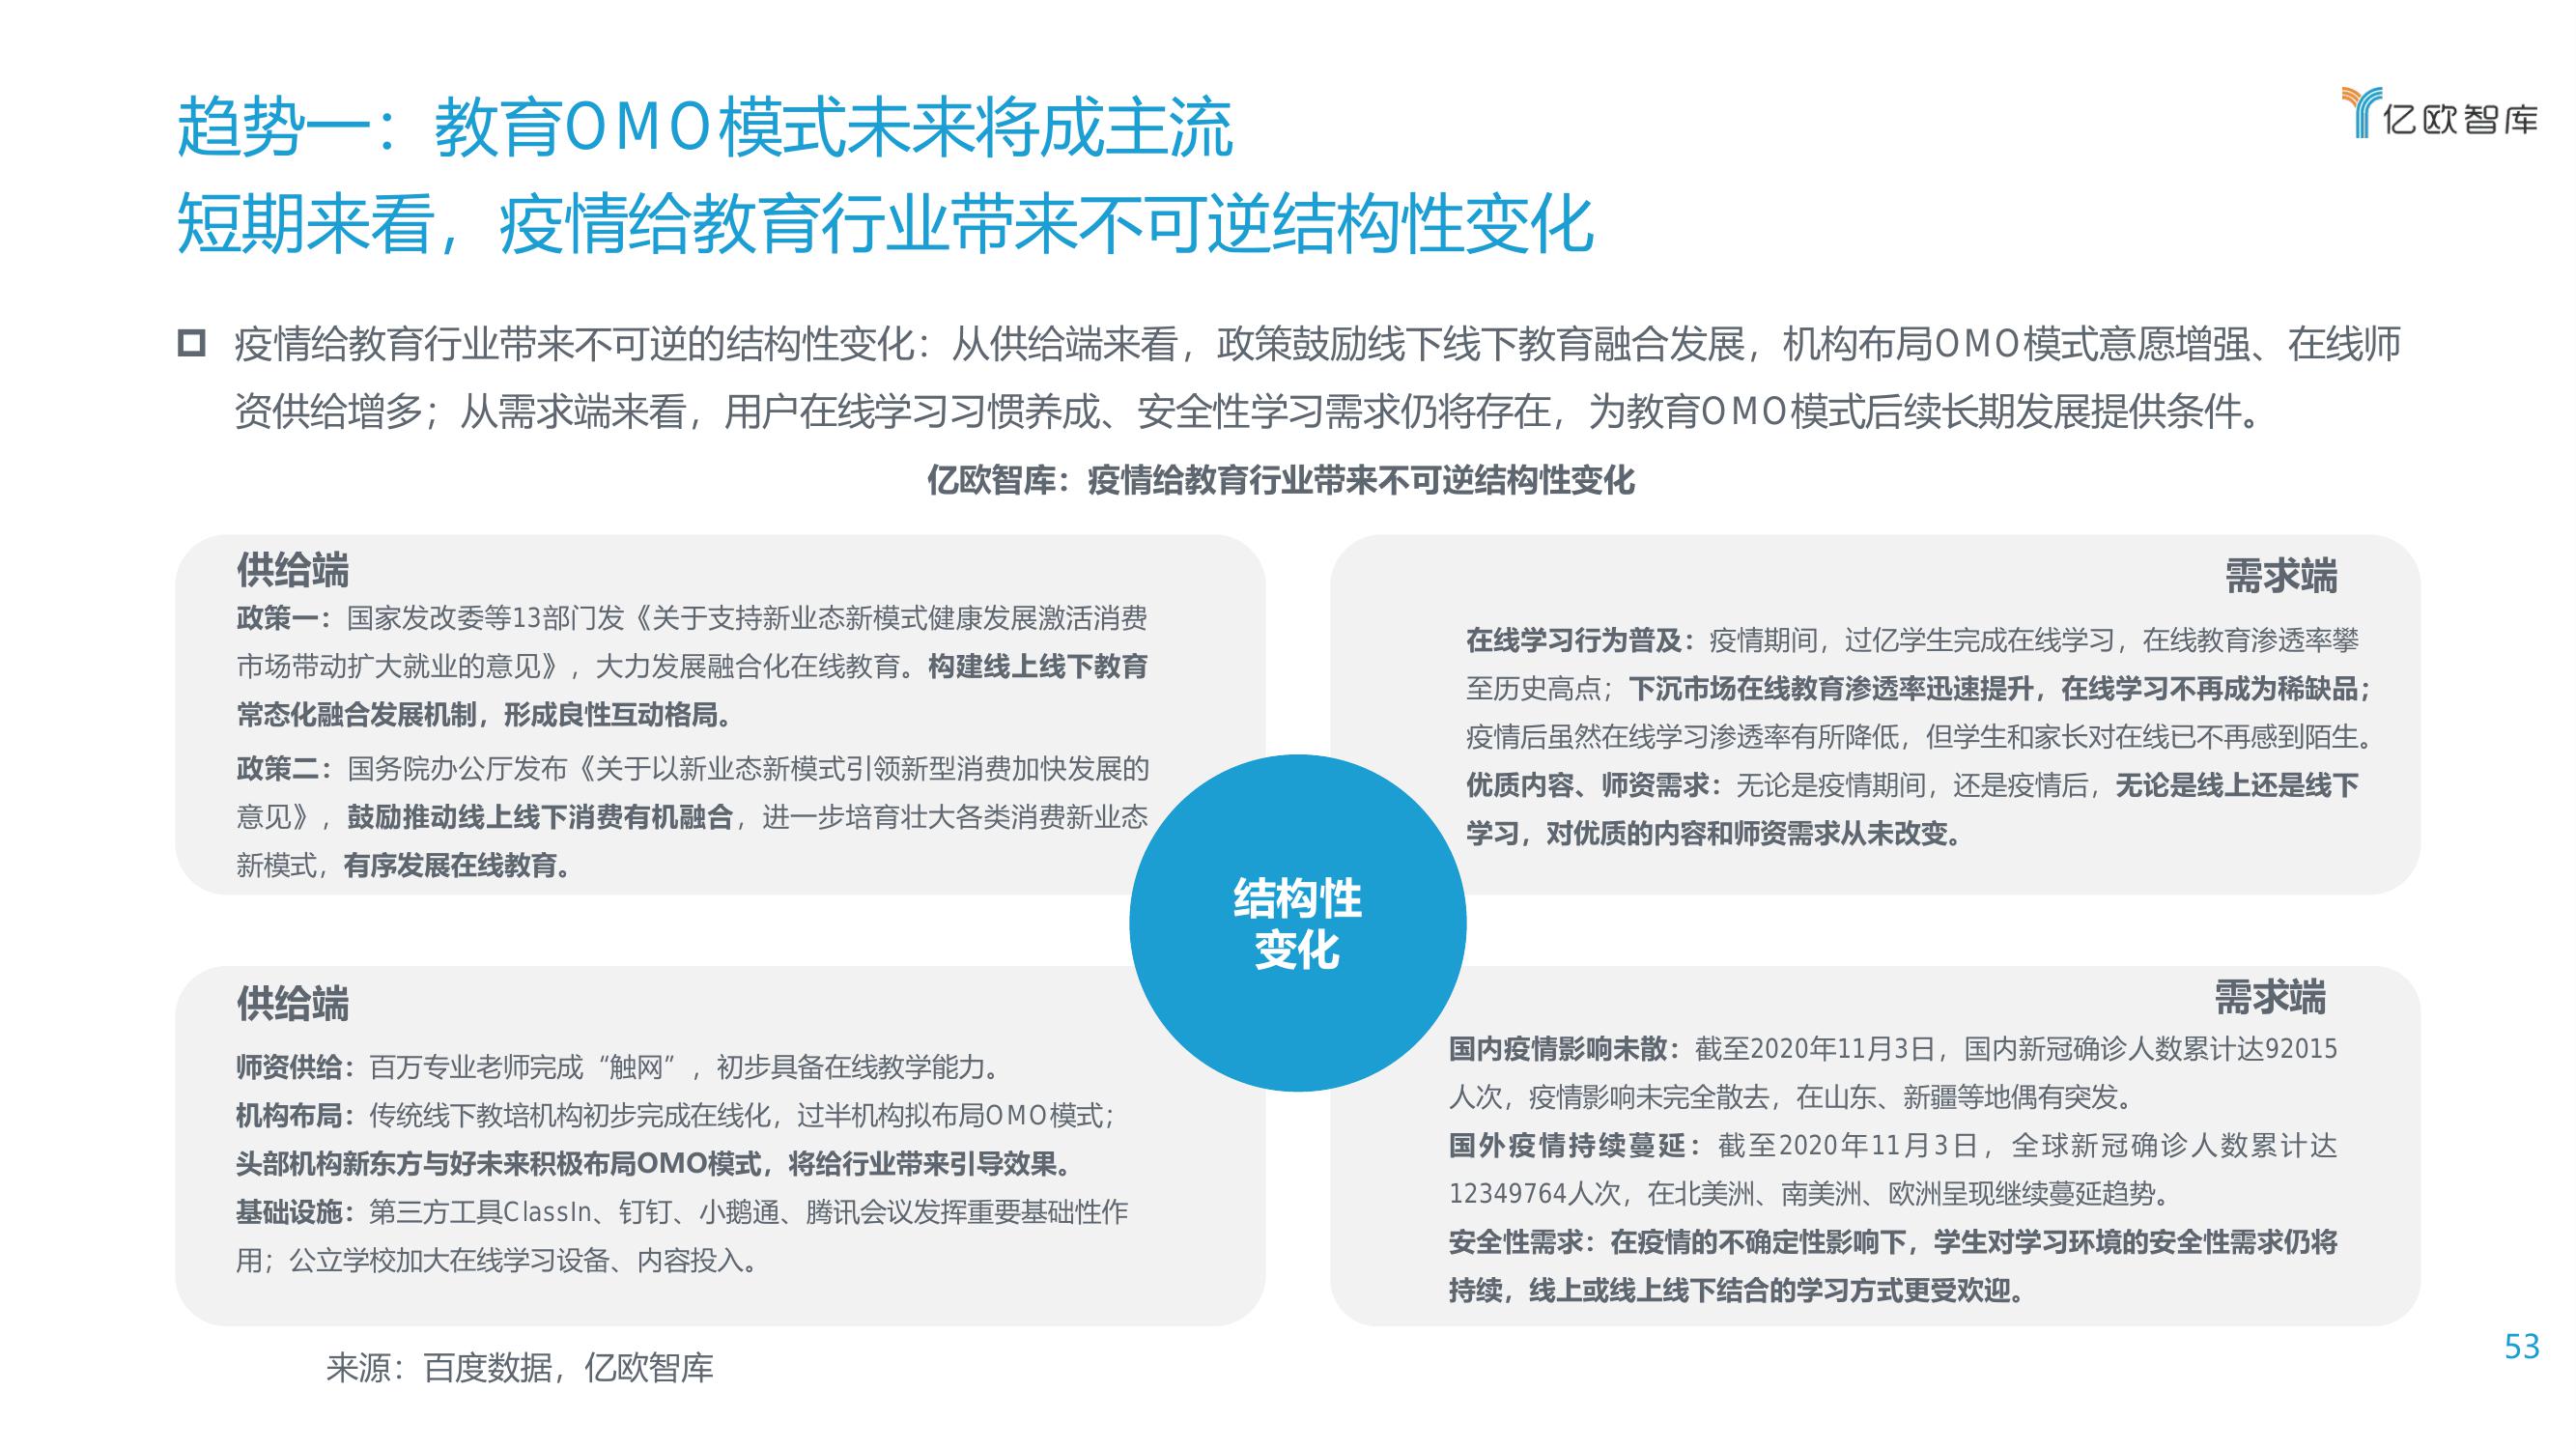 趋势一：教育OMO模式未来将成主流
短期来看，疫情给教育行业带来不可逆结构性变化
亿欧智库
疫情给教育行业带来不可逆的结构性变化：从供给端来看，政策鼓励线下线下教育融合发展，机构布局OMO模式意愿增强、在线师
资供给增多；从需求端来看，用户在线学习习惯养成、安全性学习需求仍将存在，为教育OMO模式后续长期发展提供条件。
亿欧智库：疫情给教育行业带来不可逆结构性变化
供给端
政策一：国家发改委等13部门发《关于支持新业态新模式健康发展激活消费
市场带动扩大就业的意见》，大力发展融合化在线教育。构建线上线下教育
常态化融合发展机制，形成良性互动格局。
政策二：国务院办公厅发布《关于以新业态新模式引领新型消费加快发展的
意见》，鼓励推动线上线下消费有机融合，进一步培育壮大各类消费新业态
新模式，有序发展在线教育。
需求端
在线学习行为普及：疫情期间，过亿学生完成在线学习，在线教育渗透率攀
至历史高点；下沉市场在线教育渗透率迅速提升，在线学习不再成为稀缺品；
疫情后虽然在线学习渗透率有所降低，但学生和家长对在线已不再感到陌生。
优质内容、师资需求：无论是疫情期间，还是疫情后，无论是线上还是线下
学习，对优质的内容和师资需求从未改变。
结构性
变化
供给端
师资供给：百万专业老师完成“触网”，初步具备在线教学能力。
机构布局：传统线下教培机构初步完成在线化，过半机构拟布局OMO模式；
头部机构新东方与好未来积极布局OMO模式，将给行业带来引导效果。
基础设施：第三方工具ClassIn、钉钉、小鹅通、腾讯会议发挥重要基础性作
用；公立学校加大在线学习设备、内容投入。
需求端
国内疫情影响未散：截至2020年11月3日，国内新冠确诊人数累计达92015
人次，疫情影响未完全散去，在山东、新疆等地偶有突发。
国外疫情持续蔓延：截至2020年11月3日，全球新冠确诊人数累计达
12349764人次，在北美洲、南美洲、欧洲呈现继续蔓延趋势。
安全性需求：在疫情的不确定性影响下，学生对学习环境的安全性需求仍将
持续，线上或线上线下结合的学习方式更受欢迎。
来源：百度数据，亿欧智库
53